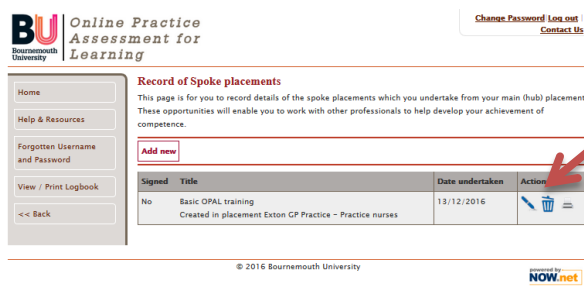 BU
Bournemouth
University
Online Practice
Assessment for
Learning
Change Password|Log out|
Contact Us
Home
Help & Resources
Forgotten Username
and Password
View / Print Logbook
<< Back
Record of Spoke placements
This page is for you to record details of the spoke placements which you undertake from your main (hub) placement
These opportunities will enable you to work with other professionals to help develop your achievement of
competence.
Add new
Signed Title Date undertaken Action
No Basic OPAL training 13/12/2016
Created in placement Exton GP Practice - Practice nurses
© 2016 Bournemouth University
powered by
NOW.net